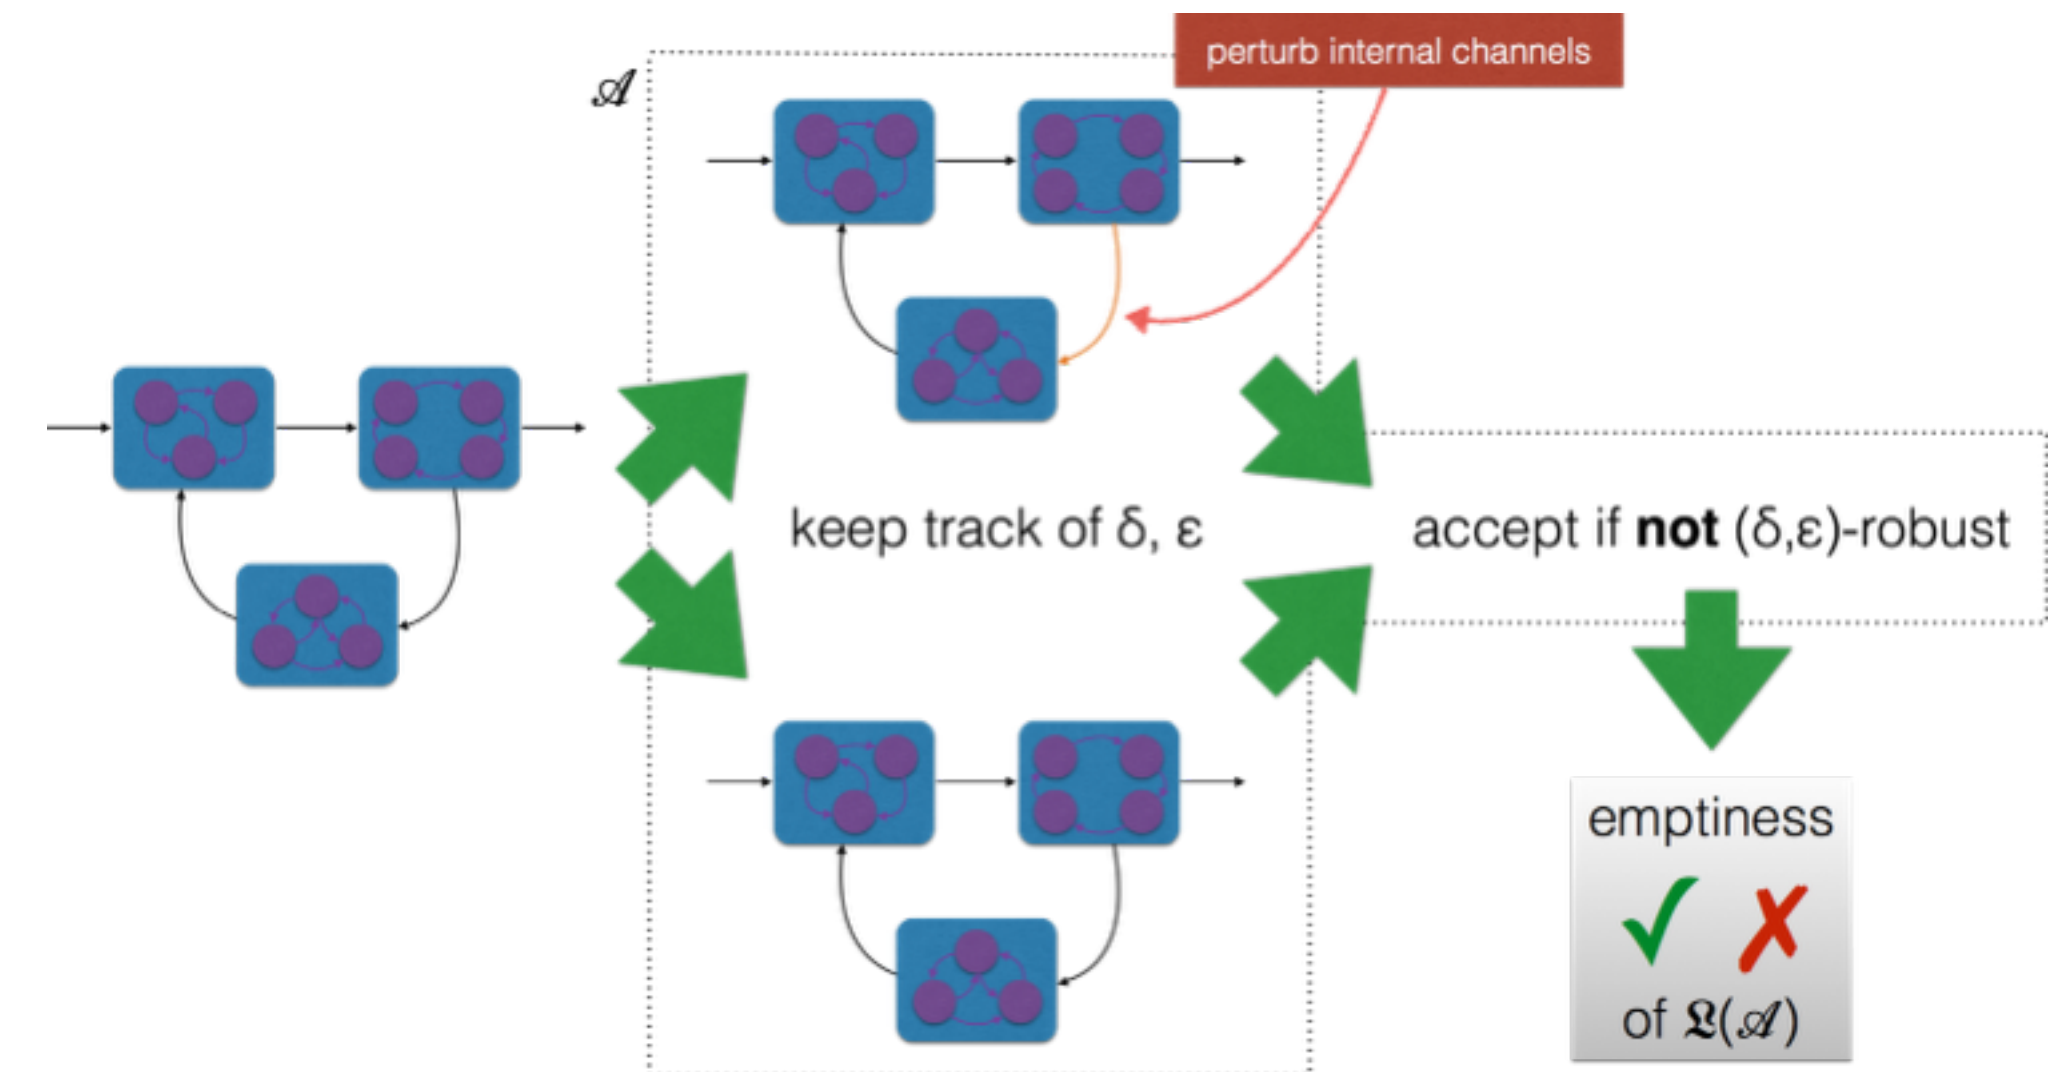 perturb internal channels
𝒜
keep track of δ, ε
accept if not (δ,ε)-robust
emptiness
✓ ✗
of 𝔏(𝒜)